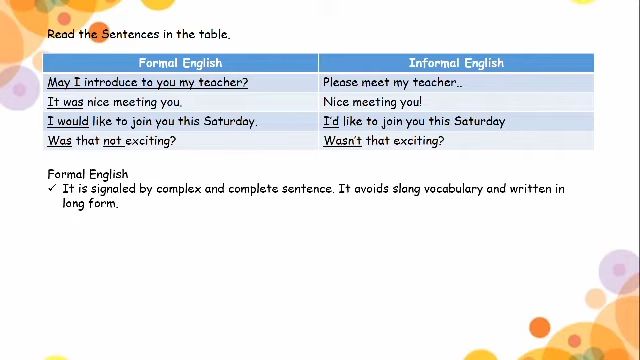 Read the Sentences in the table.
Formal English Informal English
May I introduce to you my teacher? Please meet my teacher..
It was nice meeting you. Nice meeting you!
I would like to join you this Saturday. I'd like to join you this Saturday
Was that not exciting? Wasn't that exciting?
Formal English
✓ It is signaled by complex and complete sentence. It avoids slang vocabulary and written in
long form.